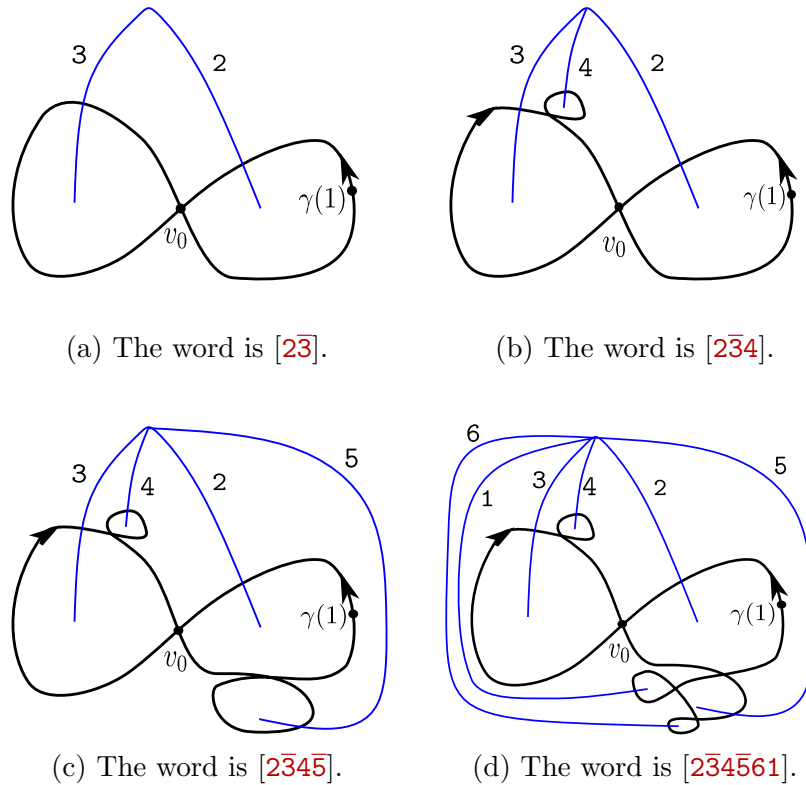 3
2
γ(1)
v₀
(a) The word is [23̅].
3
4
2
γ(1)
v₀
(b) The word is [23̅4].
3
4
2
5
γ(1)
v₀
(c) The word is [23̅45̅].
6
1
3
4
2
5
γ(1)
v₀
(d) The word is [23̅45̅61].